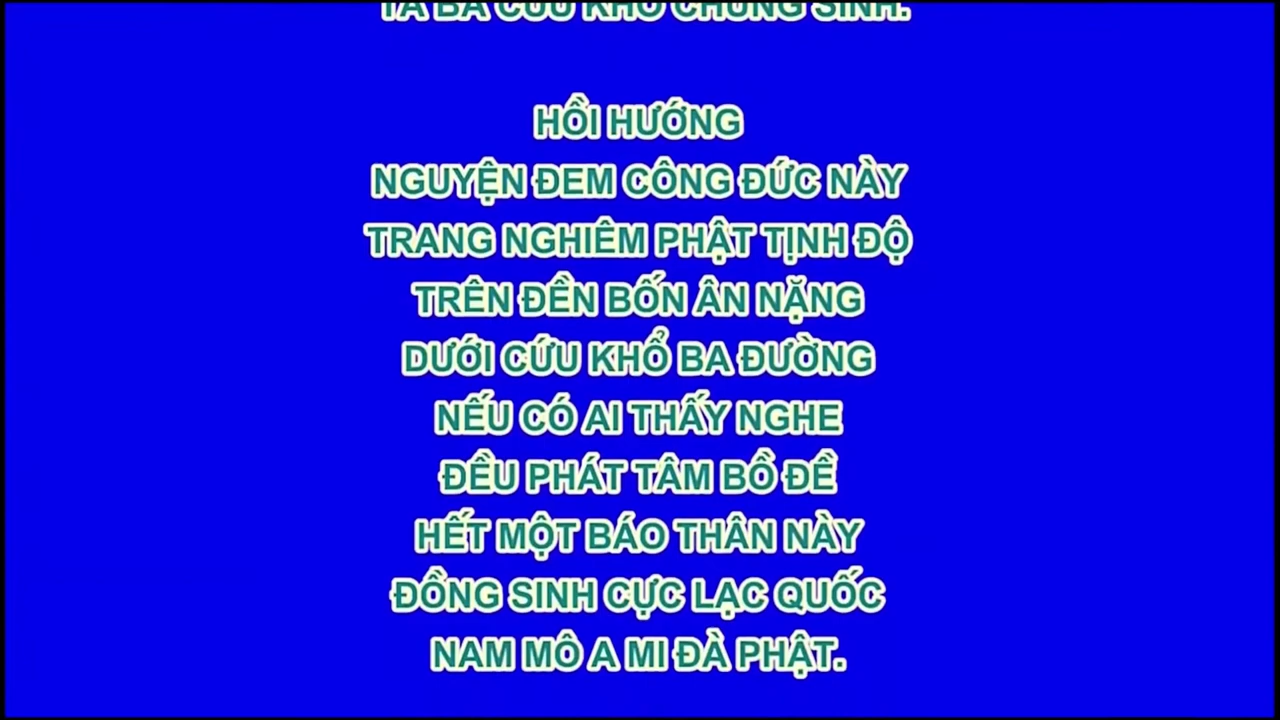 TA BA CỨU KHỔ CHÚNG SINH.
HỒI HƯỚNG
NGUYỆN ĐEM CÔNG ĐỨC NÀY
TRANG NGHIÊM PHẬT TỊNH ĐỘ
TRÊN ĐỀN BỐN ÂN NẶNG
DƯỚI CỨU KHỔ BA ĐƯỜNG
NẾU CÓ AI THẤY NGHE
ĐỀU PHÁT TÂM BỒ ĐỀ
HẾT MỘT BÁO THÂN NÀY
ĐỒNG SINH CỰC LẠC QUỐC
NAM MÔ A MI ĐÀ PHẬT.